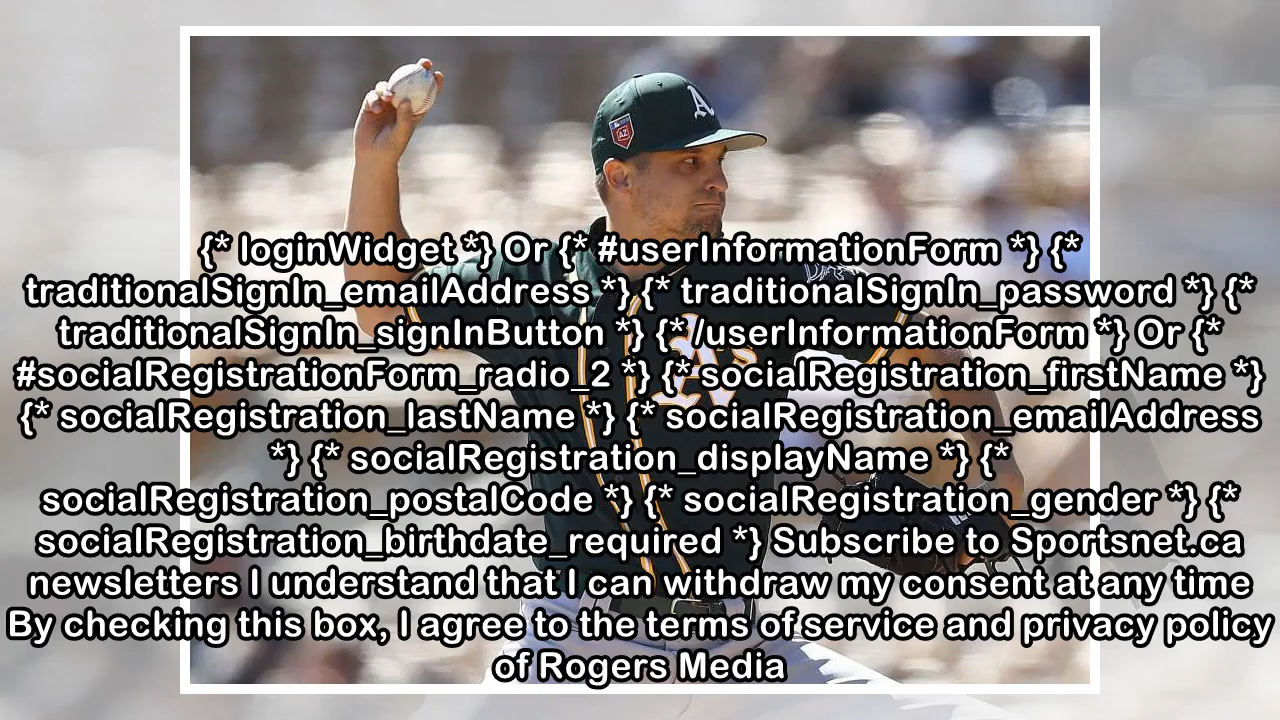 A
AZ
{* loginWidget *} Or {* #userInformationForm *} {*
traditionalSignIn_emailAddress *} {* traditionalSignIn_password *} {*
traditionalSignIn_signInButton *} {* /userInformationForm *} Or {*
#socialRegistrationForm_radio_2 *} {* socialRegistration_firstName *}
{* socialRegistration_lastName *} {* socialRegistration_emailAddress
*} {* socialRegistration_displayName *} {*
socialRegistration_postalCode *} {* socialRegistration_gender *} {*
socialRegistration_birthdate_required *} Subscribe to Sportsnet.ca
newsletters I understand that I can withdraw my consent at any time
By checking this box, I agree to the terms of service and privacy policy
of Rogers Media